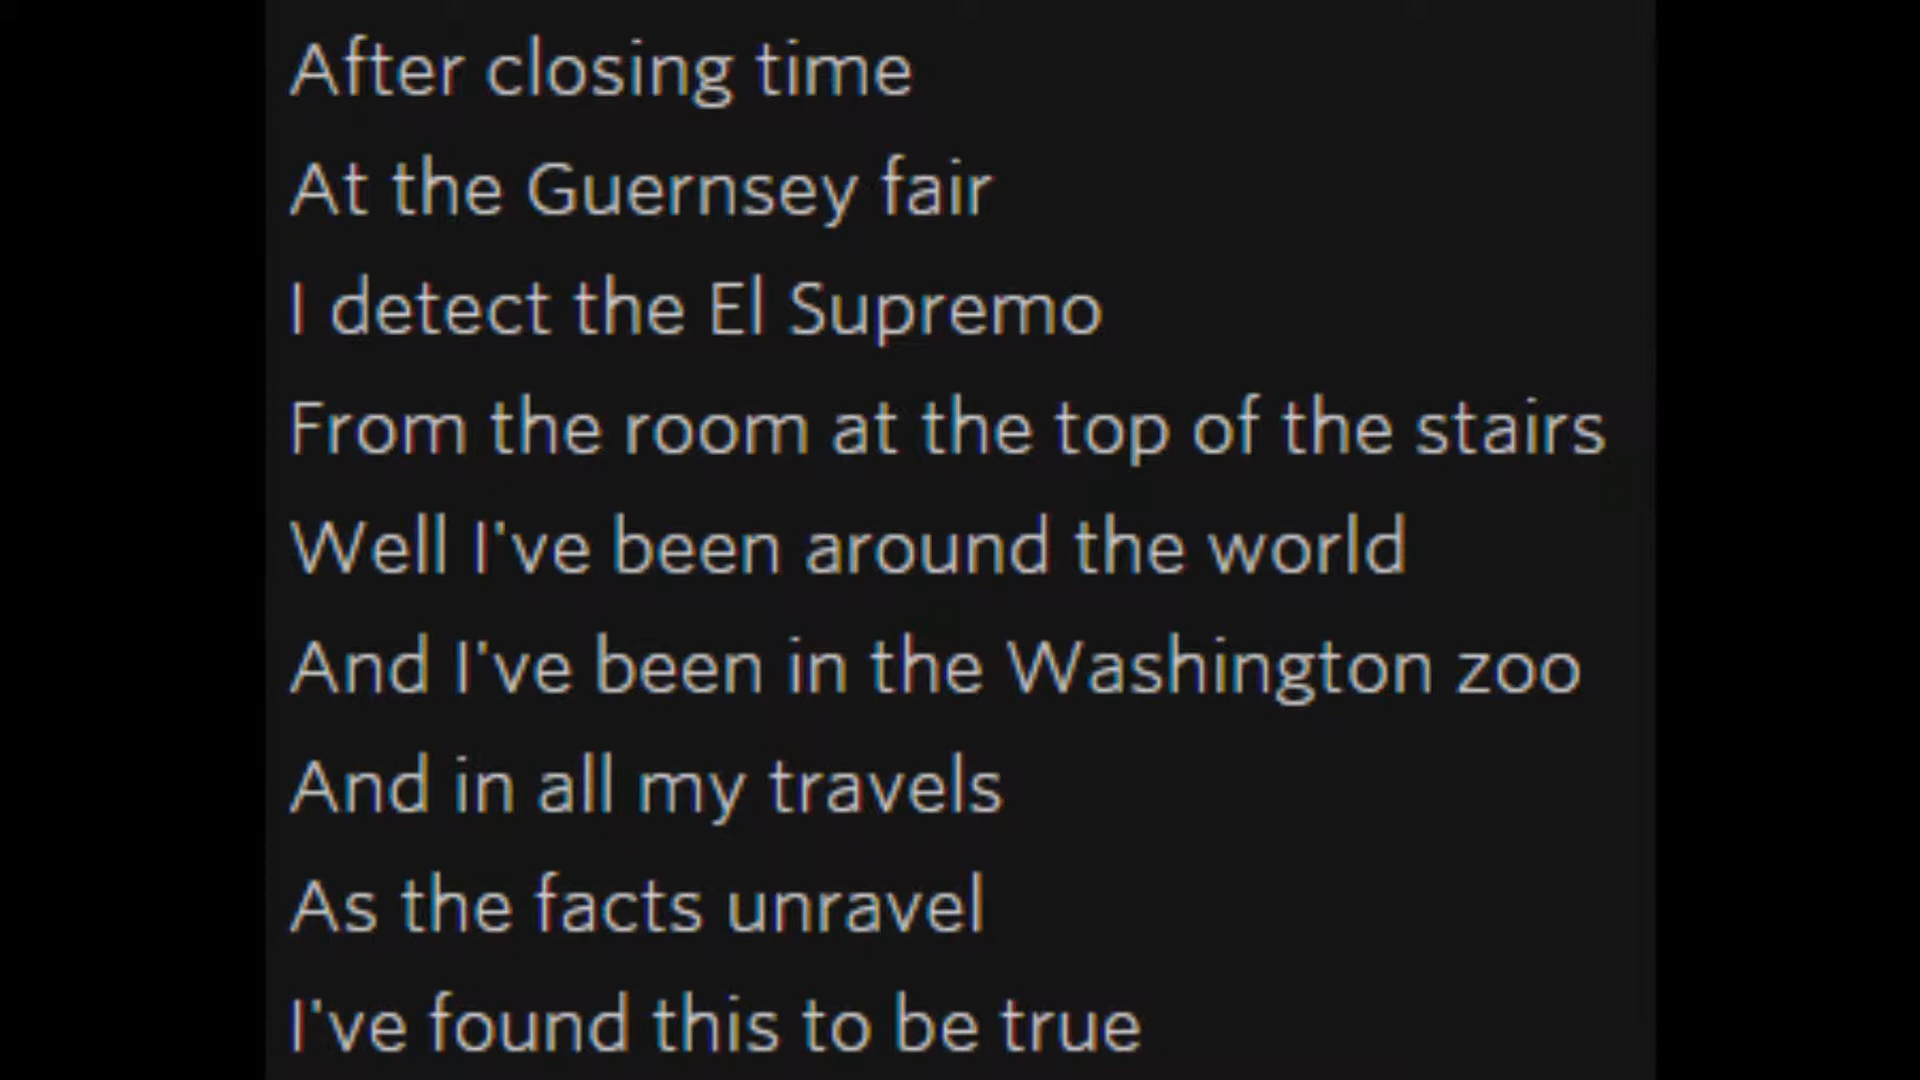 After closing time
At the Guernsey fair
I detect the El Supremo
From the room at the top of the stairs
Well I've been around the world
And I've been in the Washington zoo
And in all my travels
As the facts unravel
I've found this to be true